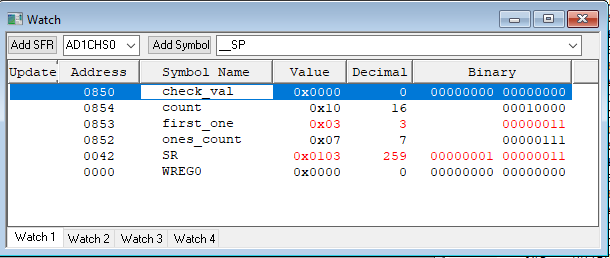 Watch
Add SFR AD1CHS0 Add Symbol __SP
Update Address Symbol Name Value Decimal Binary
0850 check_val 0x0000 0 00000000 00000000
0854 count 0x10 16 00010000
0853 first_one 0x03 3 00000011
0852 ones_count 0x07 7 00000111
0042 SR 0x0103 259 00000001 00000011
0000 WREG0 0x0000 0 00000000 00000000
Watch 1 Watch 2 Watch 3 Watch 4